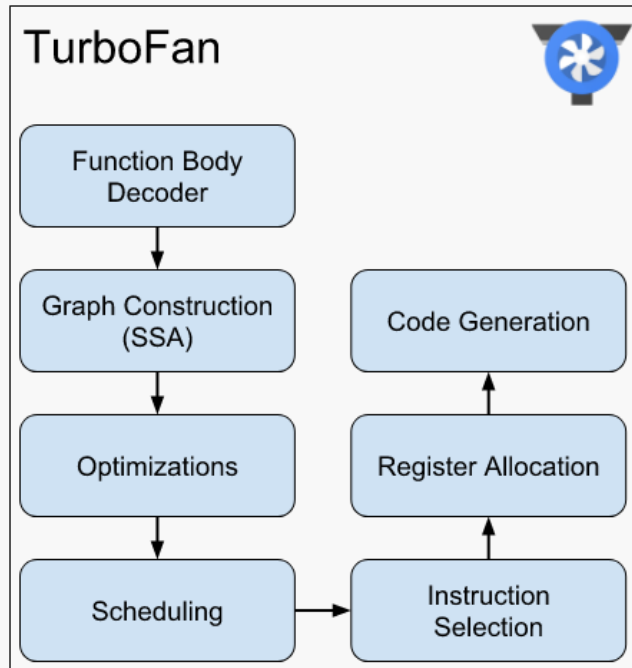 TurboFan
Function Body
Decoder
Graph Construction
(SSA)
Optimizations
Scheduling
Instruction
Selection
Register Allocation
Code Generation